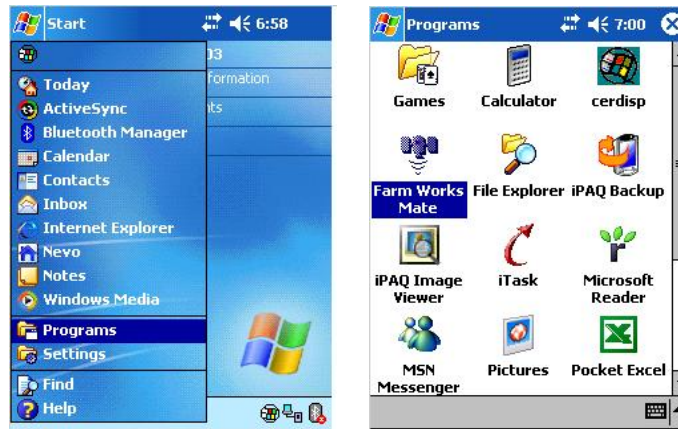 Start 6:58
03
formation
Today
nts
ActiveSync
Bluetooth Manager
Calendar
Contacts
Inbox
Internet Explorer
Nevo
Notes
Windows Media
Programs
Settings
Find
Help
Programs 7:00
Games Calculator cerdisp
Farm Works Mate File Explorer iPAQ Backup
iPAQ Image Viewer iTask Microsoft Reader
MSN Messenger Pictures Pocket Excel